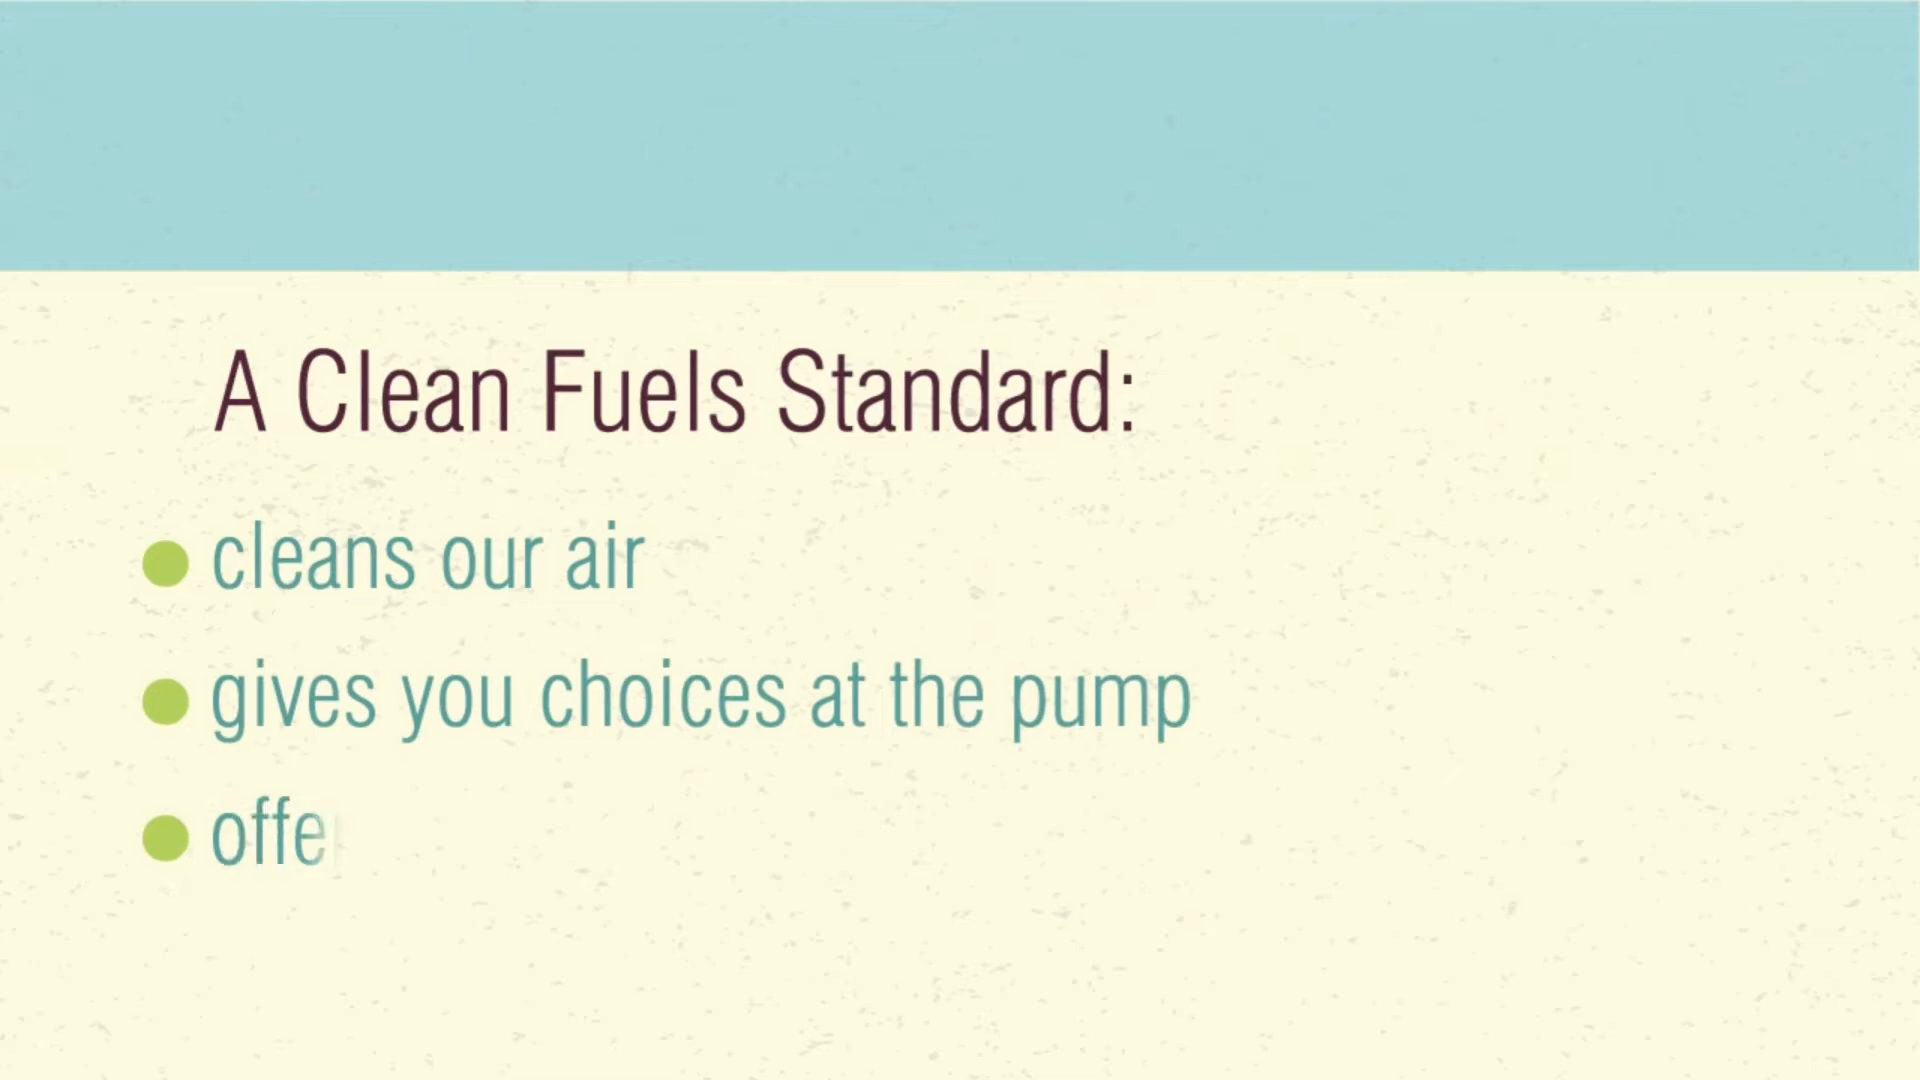 A Clean Fuels Standard:
cleans our air
gives you choices at the pump
offe